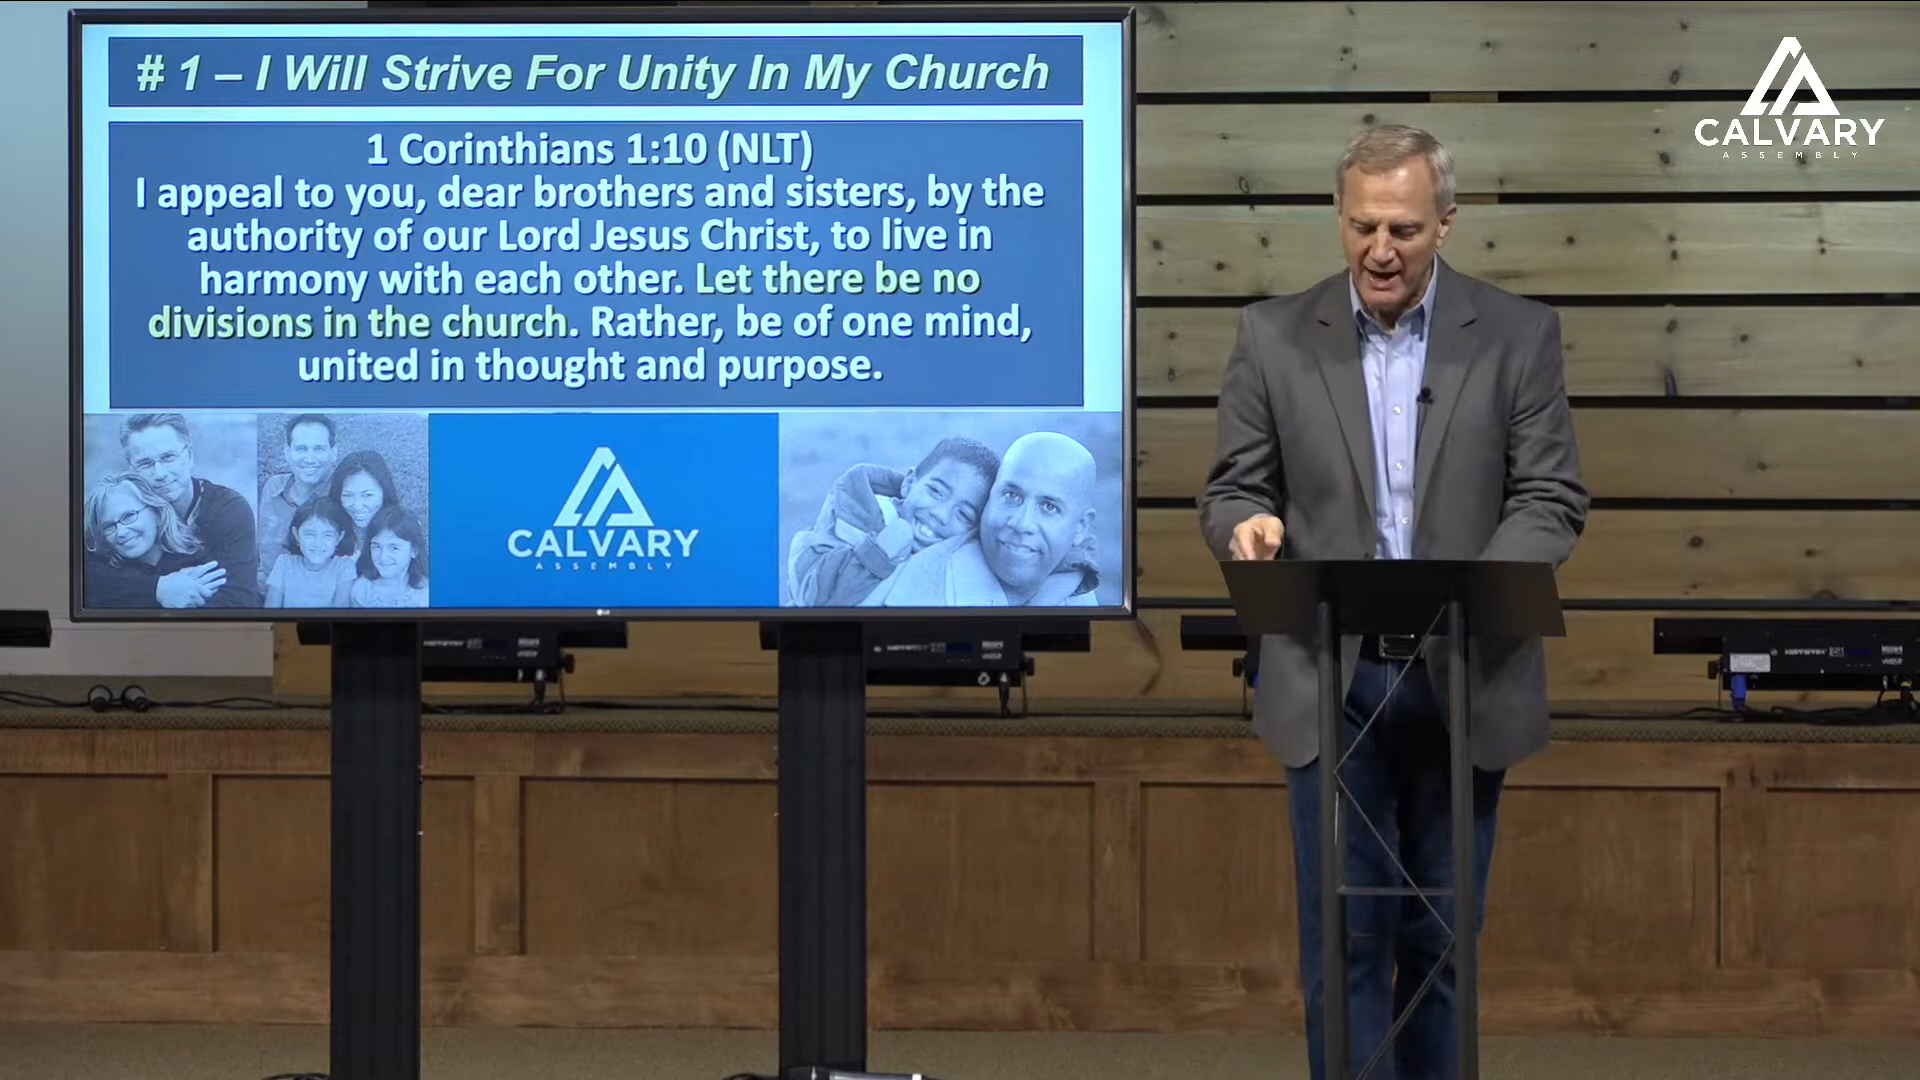 # 1 – I Will Strive For Unity In My Church
1 Corinthians 1:10 (NLT)
I appeal to you, dear brothers and sisters, by the
authority of our Lord Jesus Christ, to live in
harmony with each other. Let there be no
divisions in the church. Rather, be of one mind,
united in thought and purpose.
CALVARY
ASSEMBLY
LG
CALVARY
ASSEMBLY